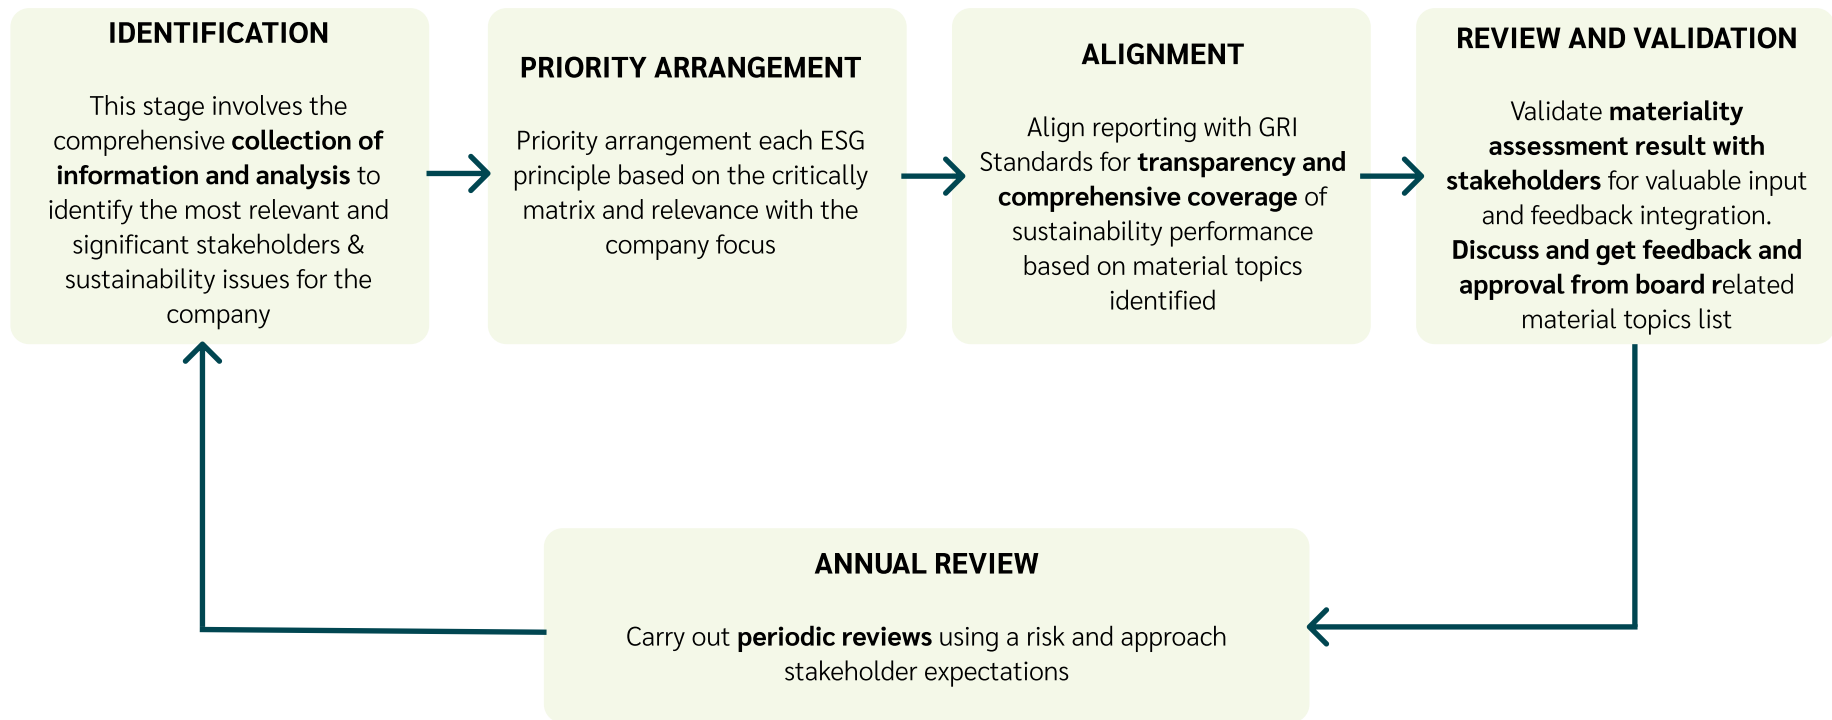 IDENTIFICATION
This stage involves the
comprehensive collection of
information and analysis to
identify the most relevant and
significant stakeholders &
sustainability issues for the
company
PRIORITY ARRANGEMENT
Priority arrangement each ESG
principle based on the critically
matrix and relevance with the
company focus
ALIGNMENT
Align reporting with GRI
Standards for transparency and
comprehensive coverage of
sustainability performance
based on material topics
identified
REVIEW AND VALIDATION
Validate materiality
assessment result with
stakeholders for valuable input
and feedback integration.
Discuss and get feedback and
approval from board related
material topics list
ANNUAL REVIEW
Carry out periodic reviews using a risk and approach
stakeholder expectations